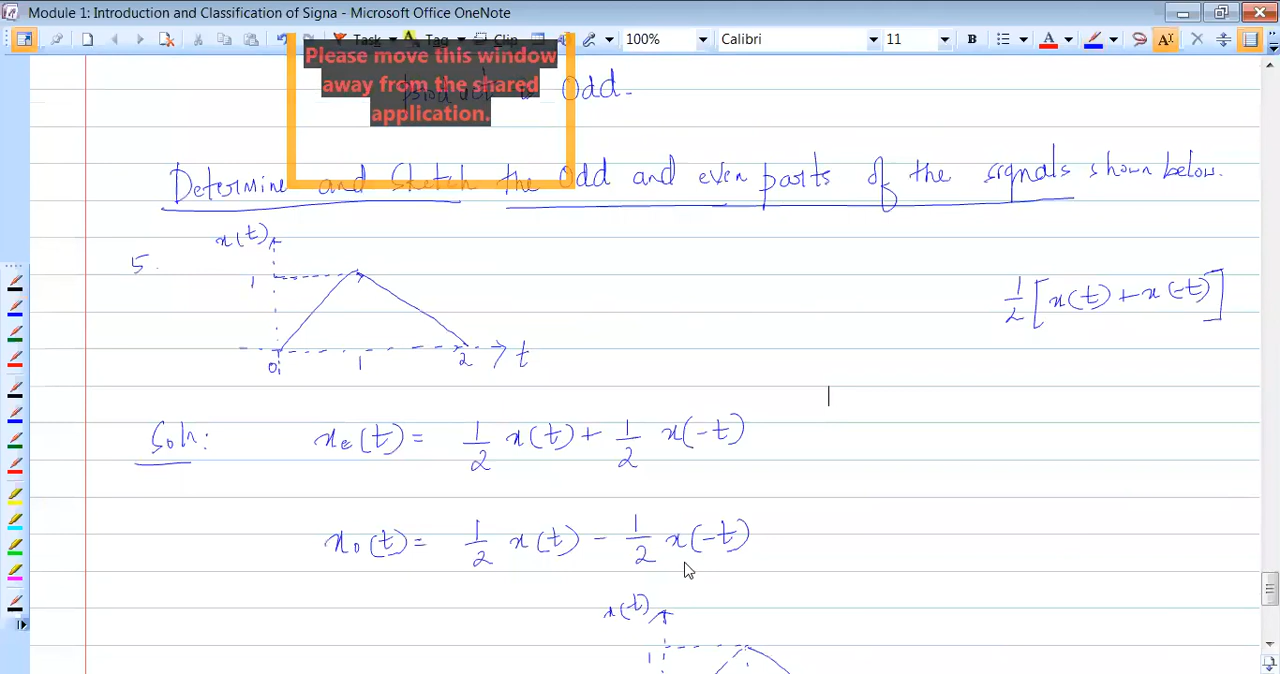 Module 1: Introduction and Classification of Signa - Microsoft Office OneNote
Task Tag Clip 100% Calibri 11 B A A
Please move this window
away from the shared
application.
product is Odd.
Determine and Sketch the Odd and even parts of the signals shown below.
5. x(t)
1
0 1 2 t
1/2 [x(t) + x(-t)]
Soln: xe(t) = 1/2 x(t) + 1/2 x(-t)
x0(t) = 1/2 x(t) - 1/2 x(-t)
x(t)
1